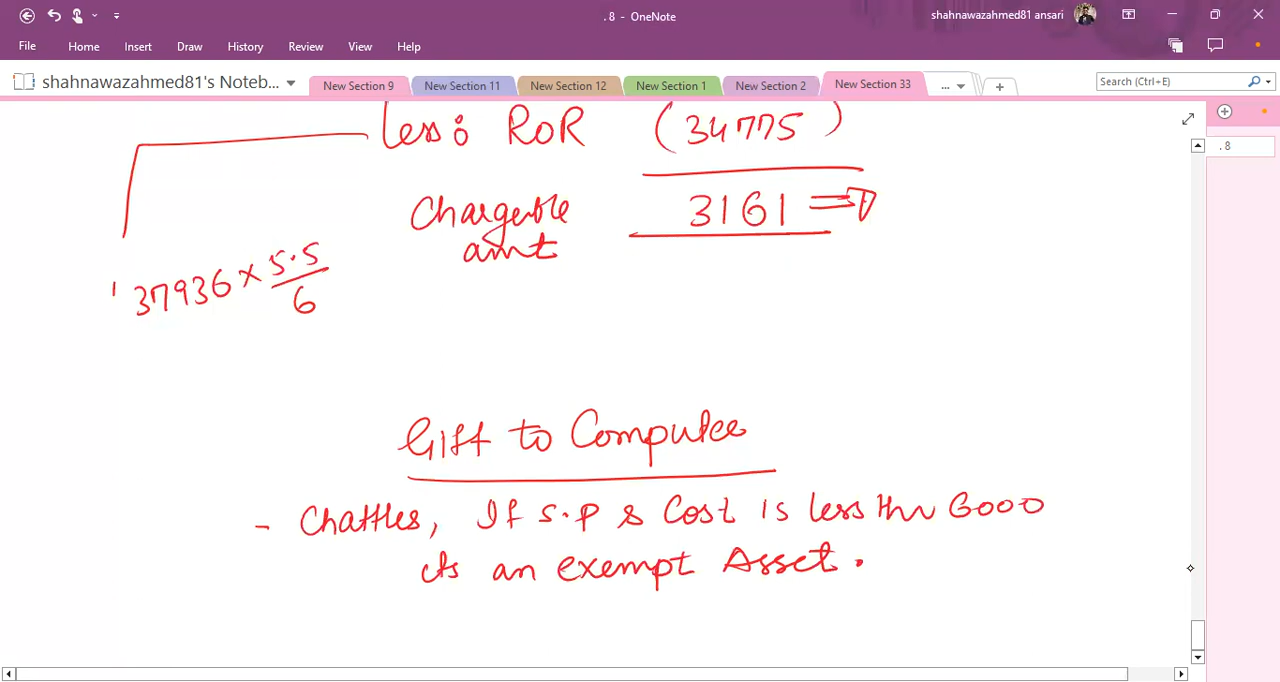 . 8 - OneNote
shahnawazahmed81 ansari
File Home Insert Draw History Review View Help
shahnawazahmed81's Noteb...
New Section 9 New Section 11 New Section 12 New Section 1 New Section 2 New Section 33 ...
Search (Ctrl+E)
. 8
Less: RoR (34775)
Chargeble 3161 ⇒
amt
37936 × 5.5/6
Gift to Computer
- Chattles, If S.P & Cost is less thn 6000
its an exempt Asset.